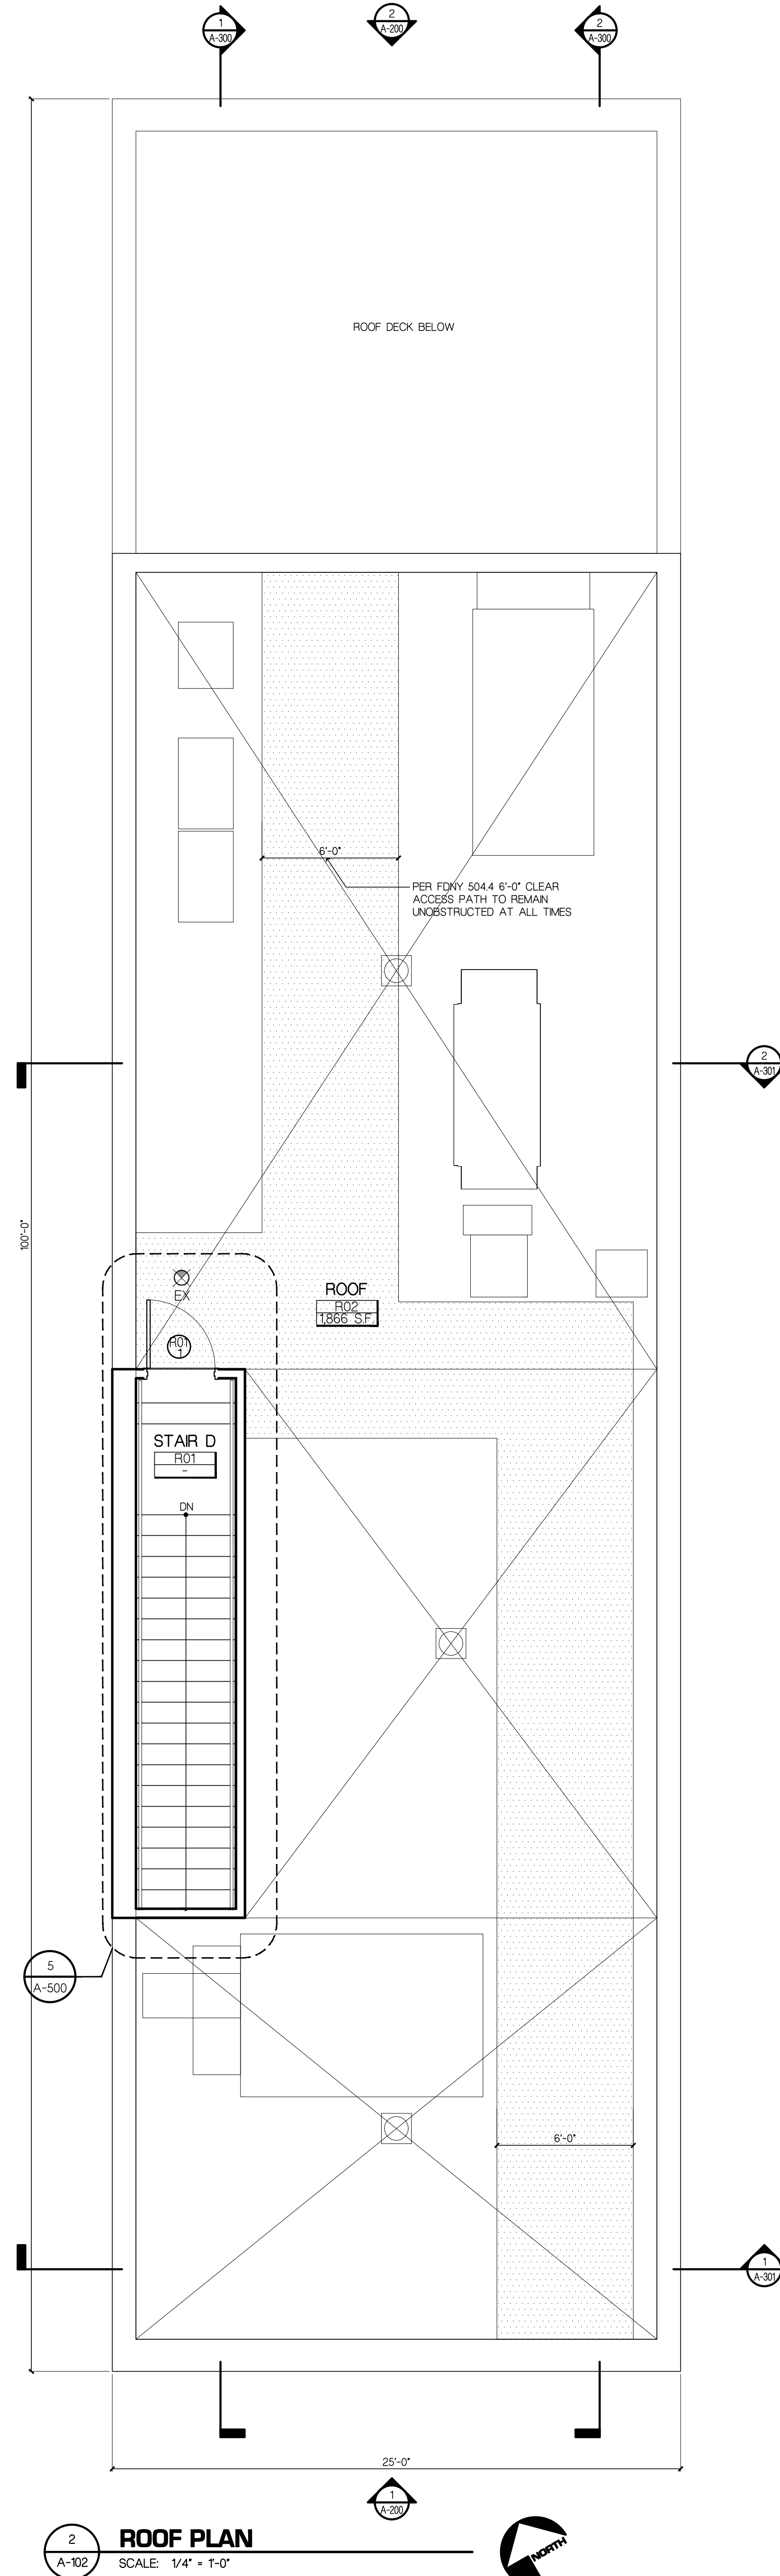 1
A-300
2
A-200
2
A-300
ROOF DECK BELOW
6'-0"
PER FDNY 504.4 6'-0" CLEAR
ACCESS PATH TO REMAIN
UNOBSTRUCTED AT ALL TIMES
2
A-301
100'-0"
EX
ROOF
R02
1,866 S.F.
R01
1
STAIR D
R01
-
DN
5
A-500
6'-0"
1
A-301
25'-0"
1
A-200
2
A-102
ROOF PLAN
SCALE: 1/4" = 1'-0"
NORTH